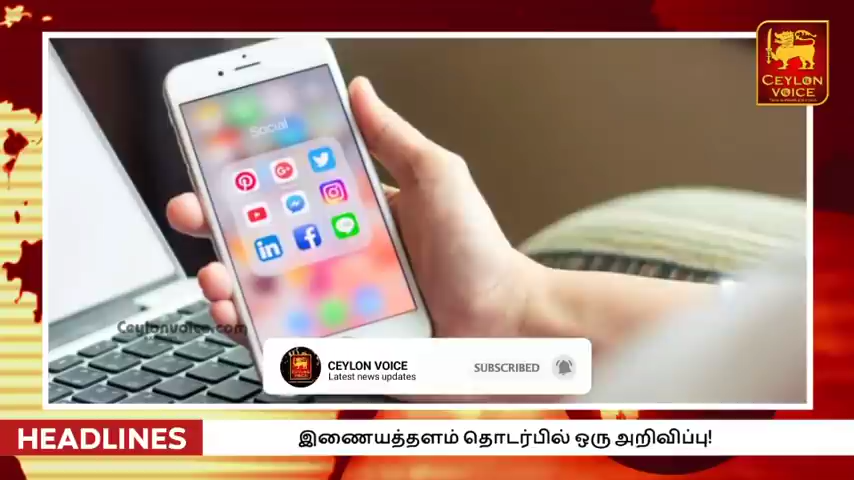 CEYLON
VOICE
Social
Ceylonvoice.com
CEYLON VOICE
Latest news updates
SUBSCRIBED
HEADLINES
இணையத்தளம் தொடர்பில் ஒரு அறிவிப்பு!